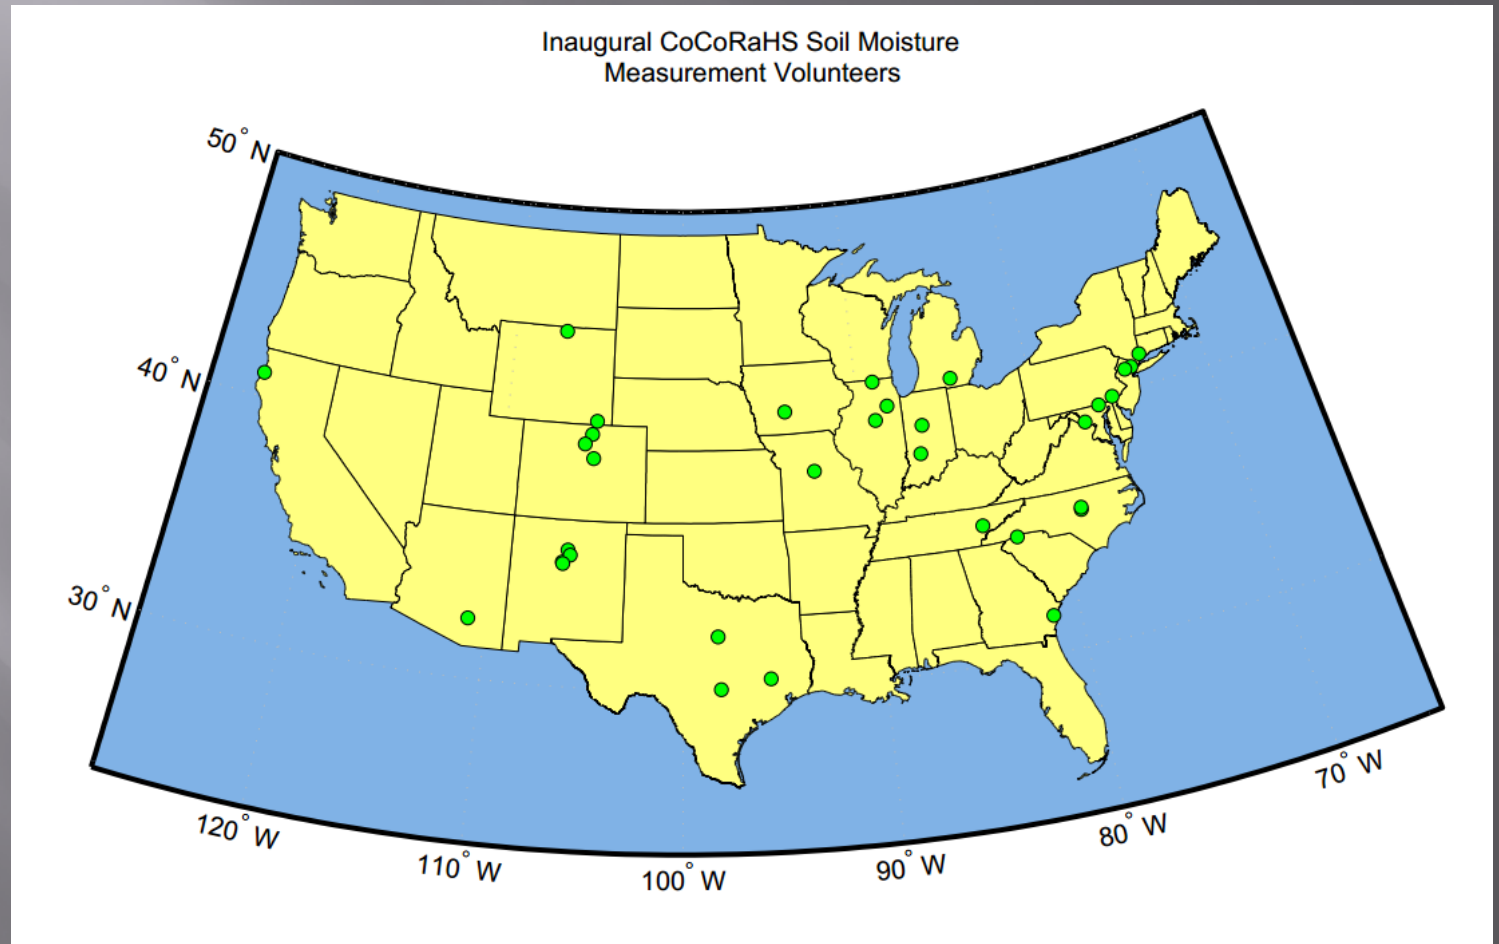 Inaugural CoCoRaHS Soil Moisture
Measurement Volunteers
50° N
40° N
30° N
120° W
110° W
100° W
90° W
80° W
70° W